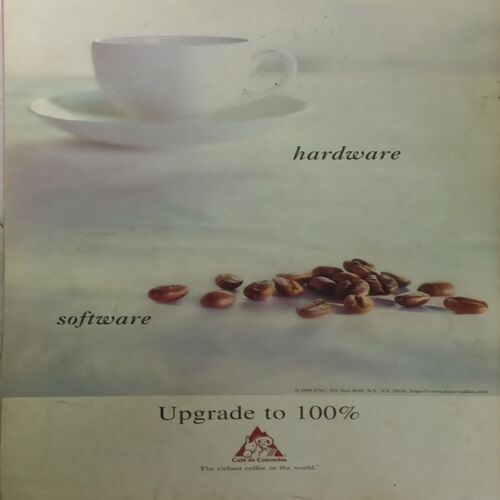 hardware
software
Upgrade to 100%
Café de Colombia
The richest coffee in the world.